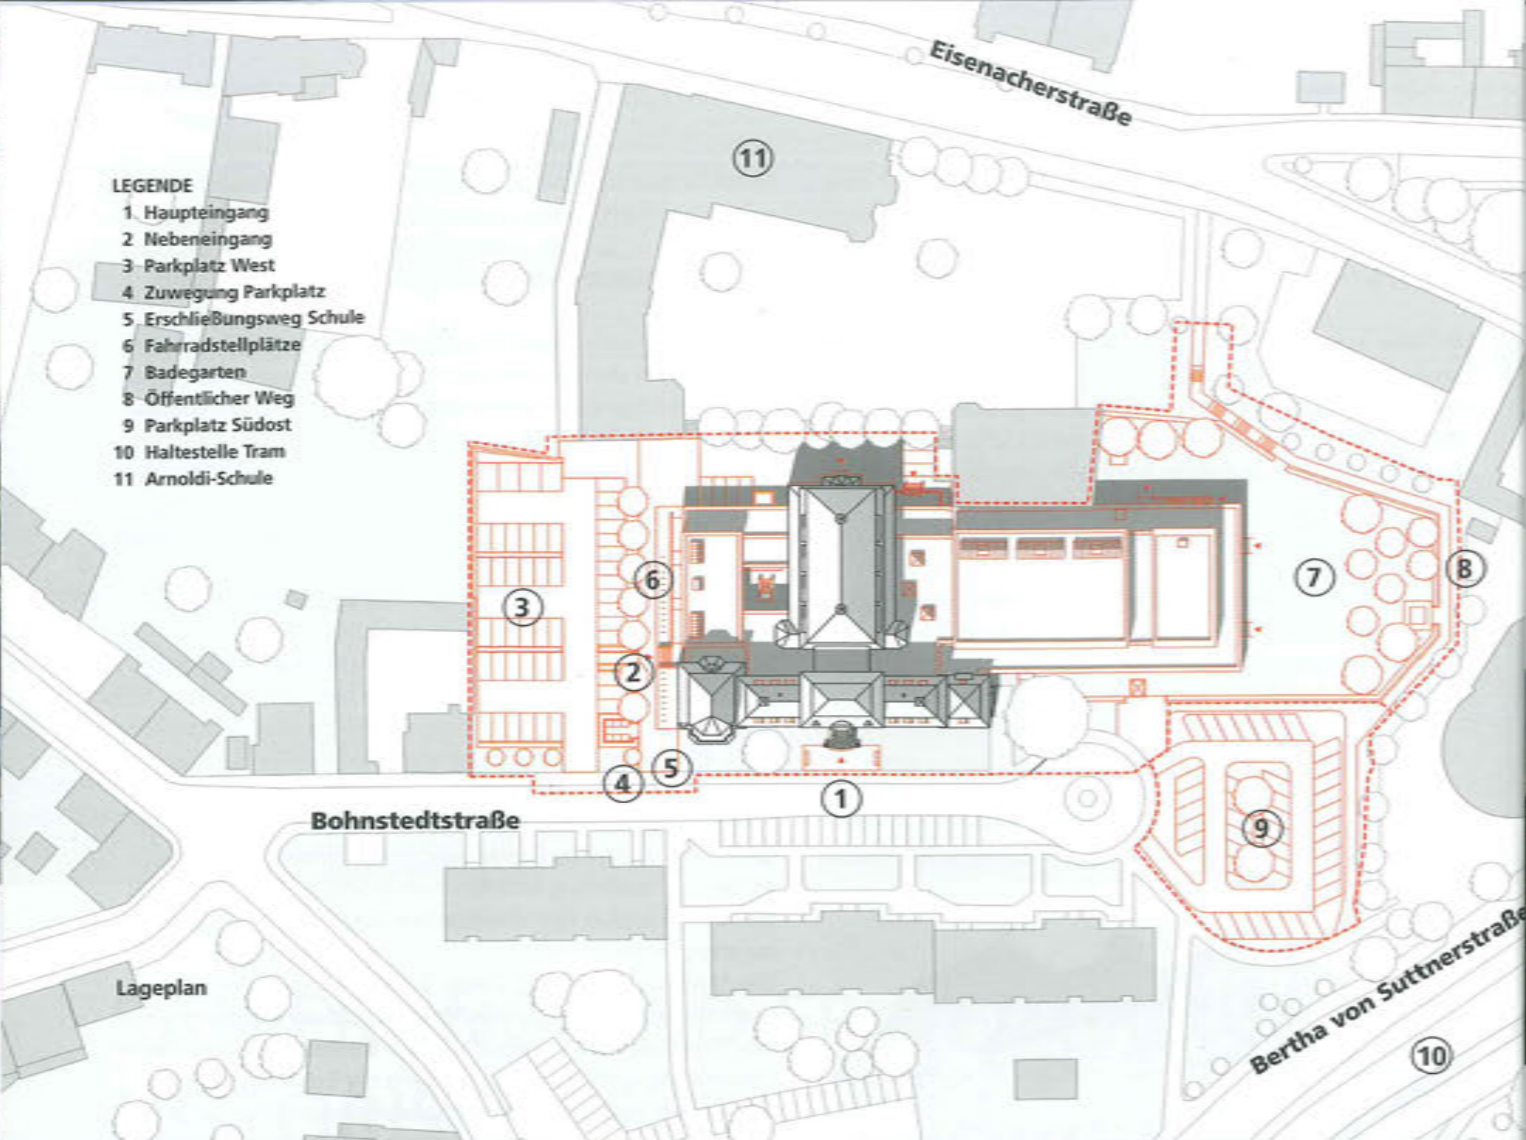 Eisenacherstraße
11
LEGENDE
1 Haupteingang
2 Nebeneingang
3 Parkplatz West
4 Zuwegung Parkplatz
5 Erschließungsweg Schule
6 Fahrradstellplätze
7 Badegarten
8 Öffentlicher Weg
9 Parkplatz Südost
10 Haltestelle Tram
11 Arnoldi-Schule
6
7
8
3
2
5
4
1
Bohnstedtstraße
9
Lageplan
Bertha von Suttnerstraße
10